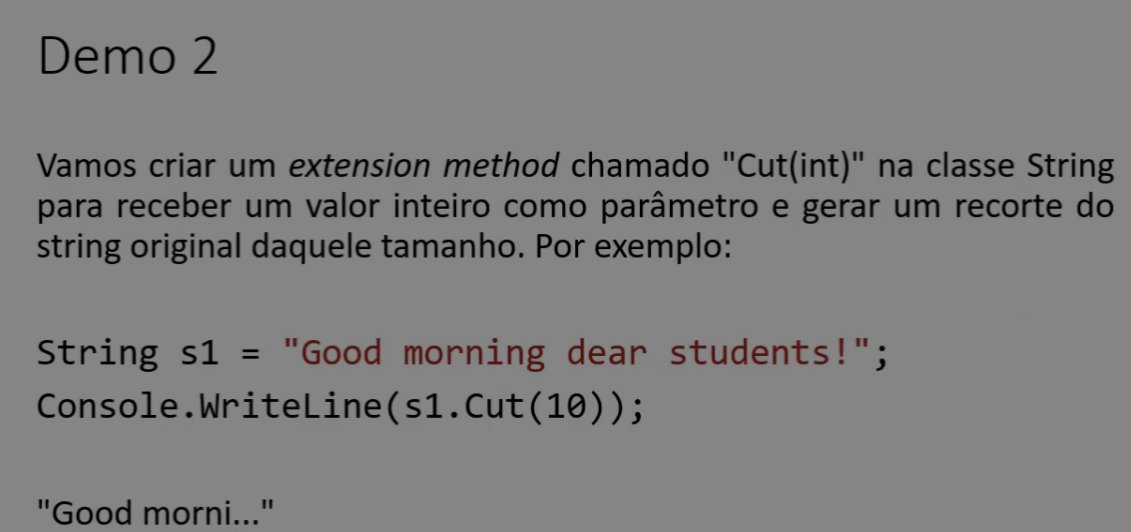 Demo 2
Vamos criar um extension method chamado "Cut(int)" na classe String
para receber um valor inteiro como parâmetro e gerar um recorte do
string original daquele tamanho. Por exemplo:
String s1 = "Good morning dear students!";
Console.WriteLine(s1.Cut(10));
"Good morni..."